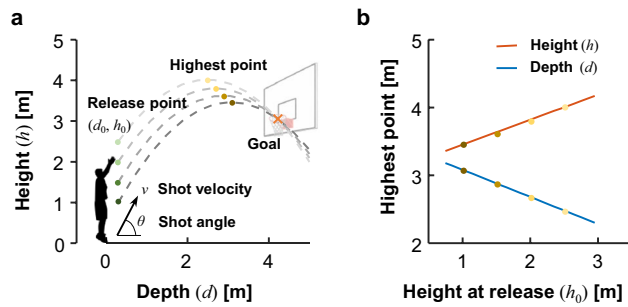 a
Height (h) [m]
5
4
3
2
1
0
Highest point
Release point
(d0, h0)
Goal
v Shot velocity
θ Shot angle
0 2 4
Depth (d) [m]
b
Highest point [m]
5
4
3
2
Height (h)
Depth (d)
1 2 3
Height at release (h0) [m]